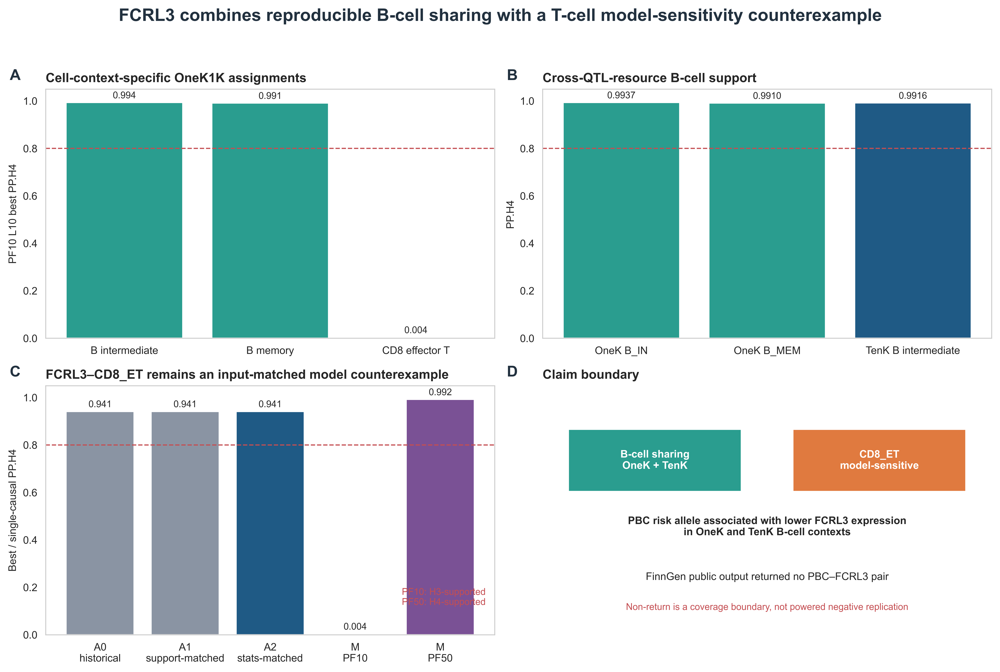 FCRL3 combines reproducible B-cell sharing with a T-cell model-sensitivity counterexample
A
Cell-context-specific OneK1K assignments
PF10 L10 best PP.H4
1.0
0.8
0.6
0.4
0.2
0.0
0.994
0.991
0.004
B intermediate
B memory
CD8 effector T
B
Cross-QTL-resource B-cell support
PP.H4
1.0
0.8
0.6
0.4
0.2
0.0
0.9937
0.9910
0.9916
OneK B_IN
OneK B_MEM
TenK B intermediate
C
FCRL3–CD8_ET remains an input-matched model counterexample
Best / single-causal PP.H4
1.0
0.8
0.6
0.4
0.2
0.0
0.941
0.941
0.941
0.004
0.992
PF10: H3-supported
PF50: H4-supported
A0
historical
A1
support-matched
A2
stats-matched
M
PF10
M
PF50
D
Claim boundary
B-cell sharing
OneK + TenK
CD8_ET
model-sensitive
PBC risk allele associated with lower FCRL3 expression
in OneK and TenK B-cell contexts
FinnGen public output returned no PBC–FCRL3 pair
Non-return is a coverage boundary, not powered negative replication